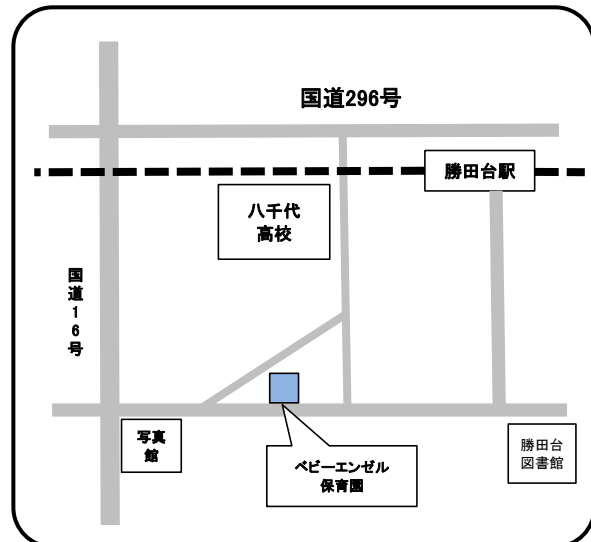 国道296号
勝田台駅
八千代
高校
国道16号
写真
館
ベビーエンゼル
保育園
勝田台
図書館